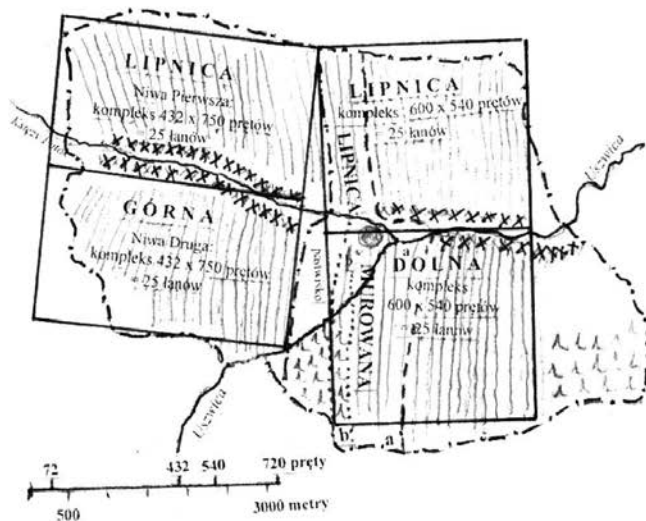 LIPNICA
Niwa Pierwsza:
kompleks 432 x 750 prętów
25 łanów
LIPNICA
kompleks 600 x 540 prętów
25 łanów
LIPNICA
MUROWANA
Uszwica
GÓRNA
Niwa Druga:
kompleks 432 x 750 prętów
= 25 łanów
pastwisko
a
DOLNA
kompleks
600 x 540 prętów
= 25 łanów
Uszwica
b
a
72 432 540 720 pręty
500 3000 metry